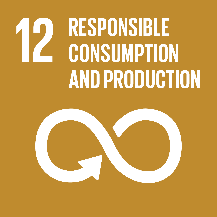 12 RESPONSIBLE
CONSUMPTION
AND PRODUCTION